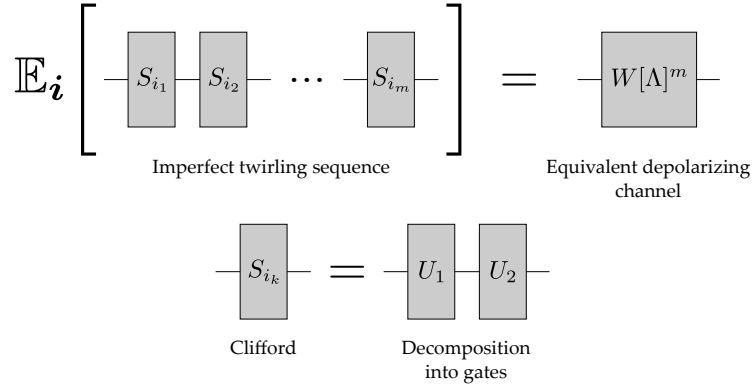 𝔼𝒊 [ S_{i_1} S_{i_2} ··· S_{i_m} ] = W[Λ]^m
Imperfect twirling sequence
Equivalent depolarizing
channel
S_{i_k} = U_1 U_2
Clifford
Decomposition
into gates